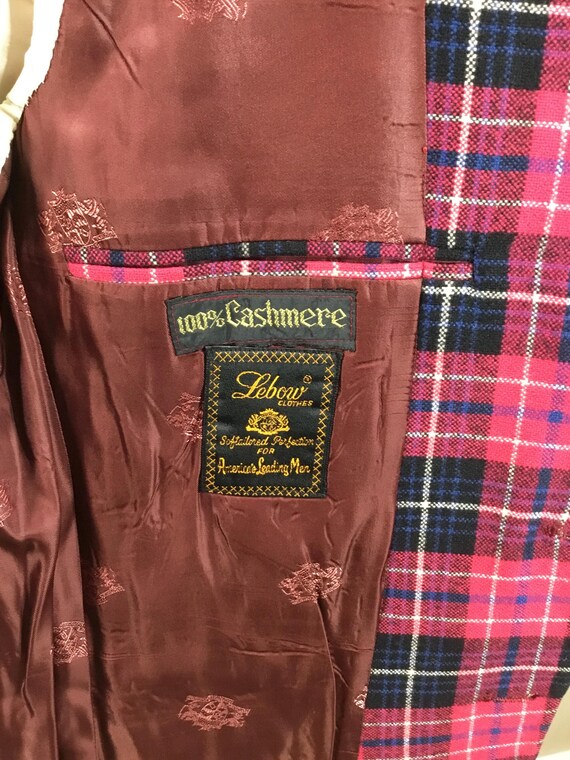 100% Cashmere
Lebow®
CLOTHES
Softailored Perfection
FOR
America's Leading Men